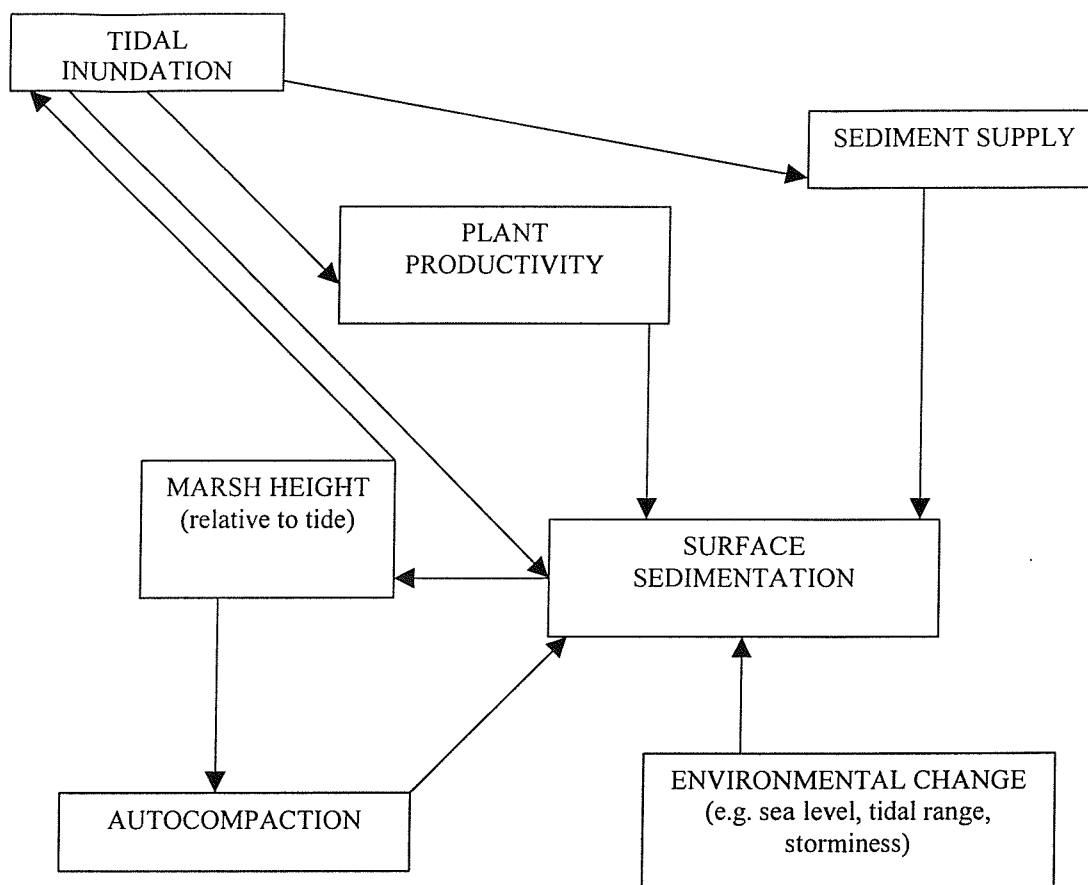 TIDAL
INUNDATION
SEDIMENT SUPPLY
PLANT
PRODUCTIVITY
MARSH HEIGHT
(relative to tide)
SURFACE
SEDIMENTATION
AUTOCOMPACTION
ENVIRONMENTAL CHANGE
(e.g. sea level, tidal range,
storminess)